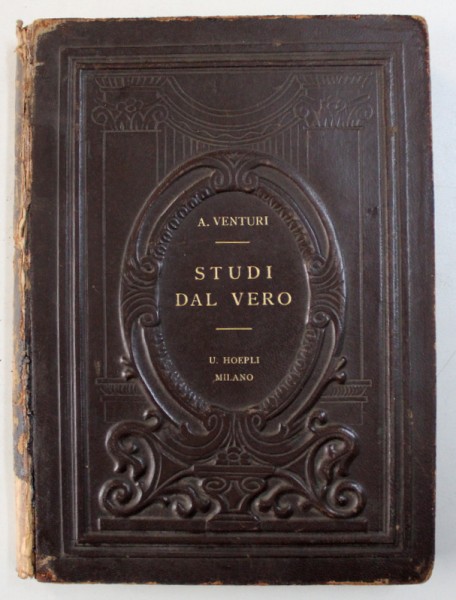 A. VENTURI
STUDI
DAL VERO
U. HOEPLI
MILANO